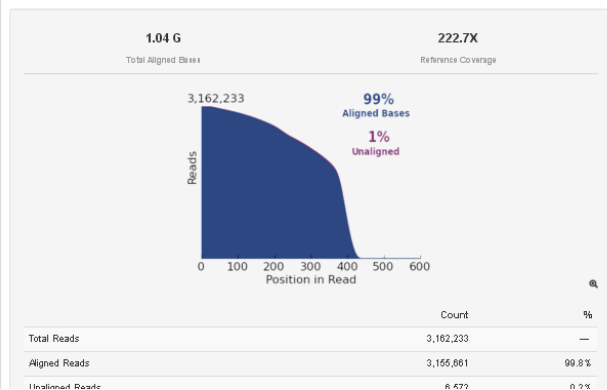 1.04 G
222.7X
Total Aligned Bases
Reference Coverage
3,162,233
99%
Aligned Bases
1%
Unaligned
Reads
0 100 200 300 400 500 600
Position in Read
Count %
Total Reads 3,162,233 —
Aligned Reads 3,155,661 99.8%
Unaligned Reads 6,572 0.2%